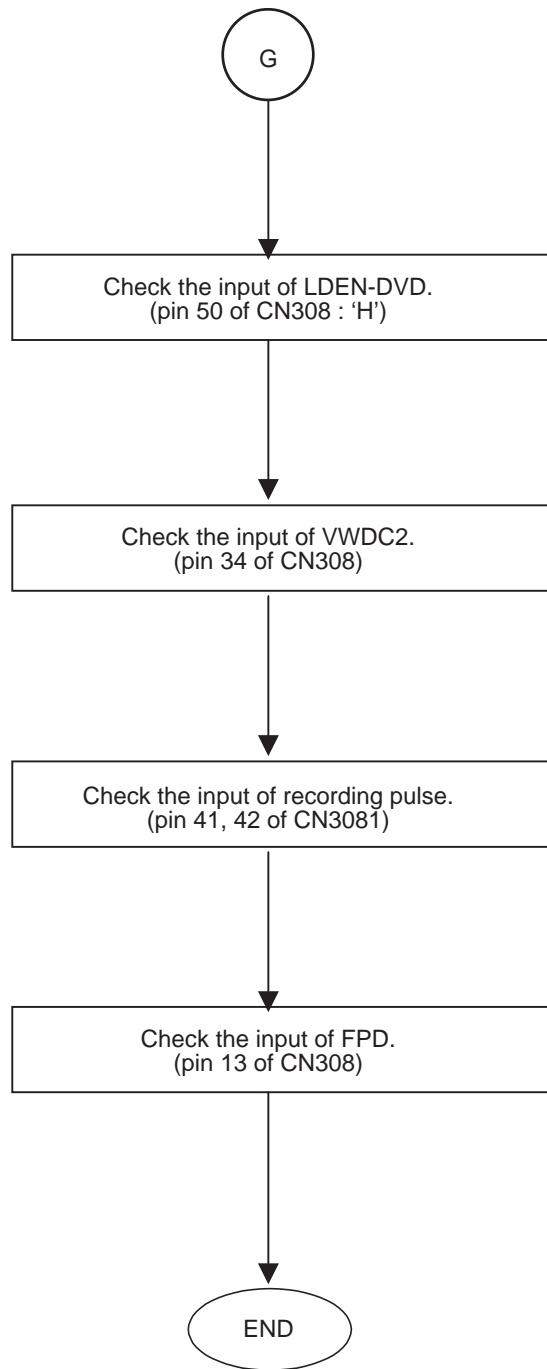 G
Check the input of LDEN-DVD.
(pin 50 of CN308 : ‘H’)
Check the input of VWDC2.
(pin 34 of CN308)
Check the input of recording pulse.
(pin 41, 42 of CN3081)
Check the input of FPD.
(pin 13 of CN308)
END